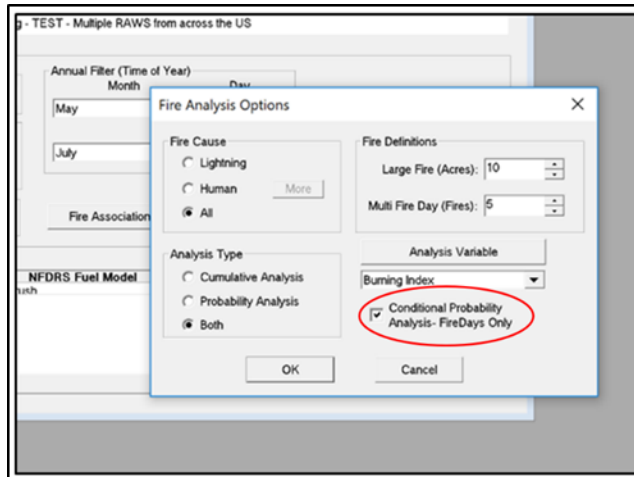 g - TEST - Multiple RAWS from across the US
Annual Filter (Time of Year)
Month Day
May
July
Fire Association
NFDRS Fuel Model
Fire Analysis Options
Fire Cause
Lightning
Human More
All
Analysis Type
Cumulative Analysis
Probability Analysis
Both
Fire Definitions
Large Fire (Acres): 10
Multi Fire Day (Fires): 5
Analysis Variable
Burning Index
Conditional Probability
Analysis- FireDays Only
OK Cancel